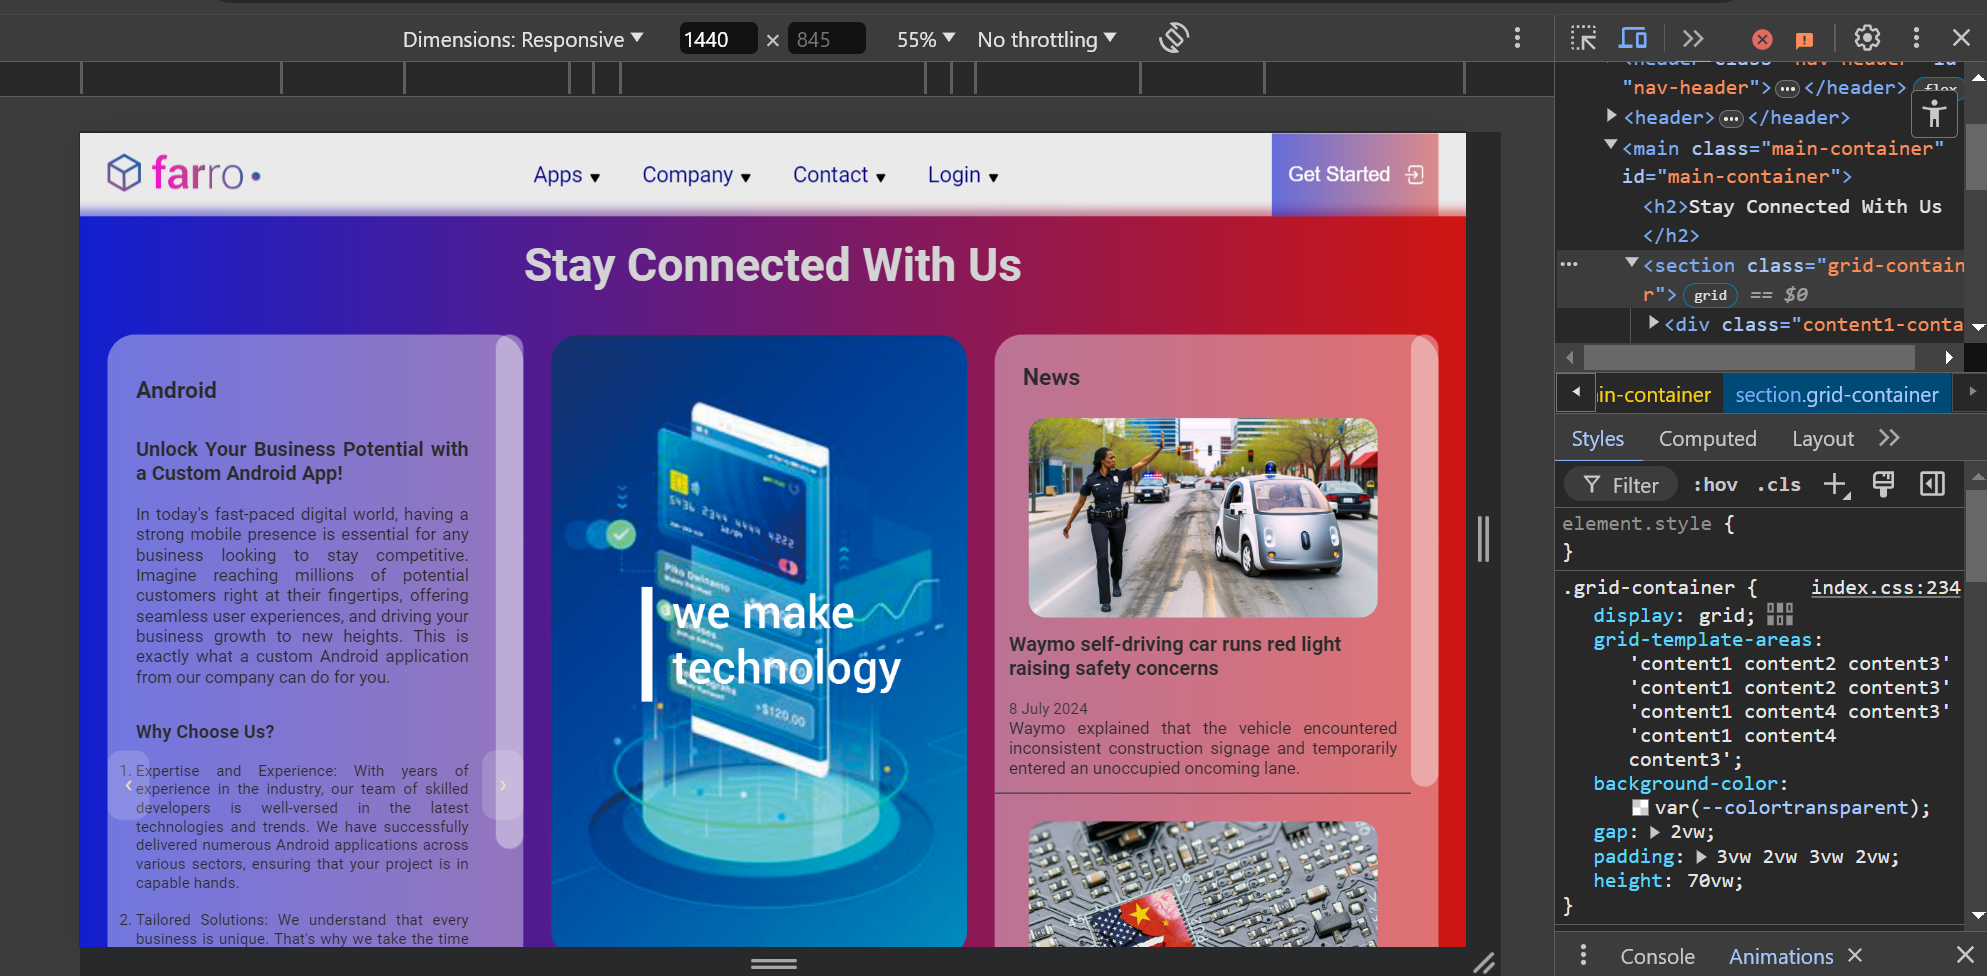 Dimensions: Responsive 1440 × 845 55% No throttling
farro
Apps Company Contact Login Get Started
Stay Connected With Us
Android
Unlock Your Business Potential with
a Custom Android App!
In today's fast-paced digital world, having a
strong mobile presence is essential for any
business looking to stay competitive.
Imagine reaching millions of potential
customers right at their fingertips, offering
seamless user experiences, and driving your
business growth to new heights. This is
exactly what a custom Android application
from our company can do for you.
Why Choose Us?
1. Expertise and Experience: With years of
experience in the industry, our team of skilled
developers is well-versed in the latest
technologies and trends. We have successfully
delivered numerous Android applications across
various sectors, ensuring that your project is in
capable hands.
2. Tailored Solutions: We understand that every
business is unique. That's why we take the time
we make
technology
+$120.00
News
Waymo self-driving car runs red light
raising safety concerns
8 July 2024
Waymo explained that the vehicle encountered
inconsistent construction signage and temporarily
entered an unoccupied oncoming lane.
"nav-header"> ⋯ </header>
<header> ⋯ </header>
<main class="main-container"
id="main-container">
<h2>Stay Connected With Us
</h2>
<section class="grid-contain
r"> grid == $0
<div class="content1-conta
in-container section.grid-container
Styles Computed Layout
Filter :hov .cls
element.style {
}
.grid-container { index.css:234
display: grid;
grid-template-areas:
'content1 content2 content3'
'content1 content2 content3'
'content1 content4 content3'
'content1 content4
content3';
background-color:
var(--colortransparent);
gap: 2vw;
padding: 3vw 2vw 3vw 2vw;
height: 70vw;
}
Console Animations